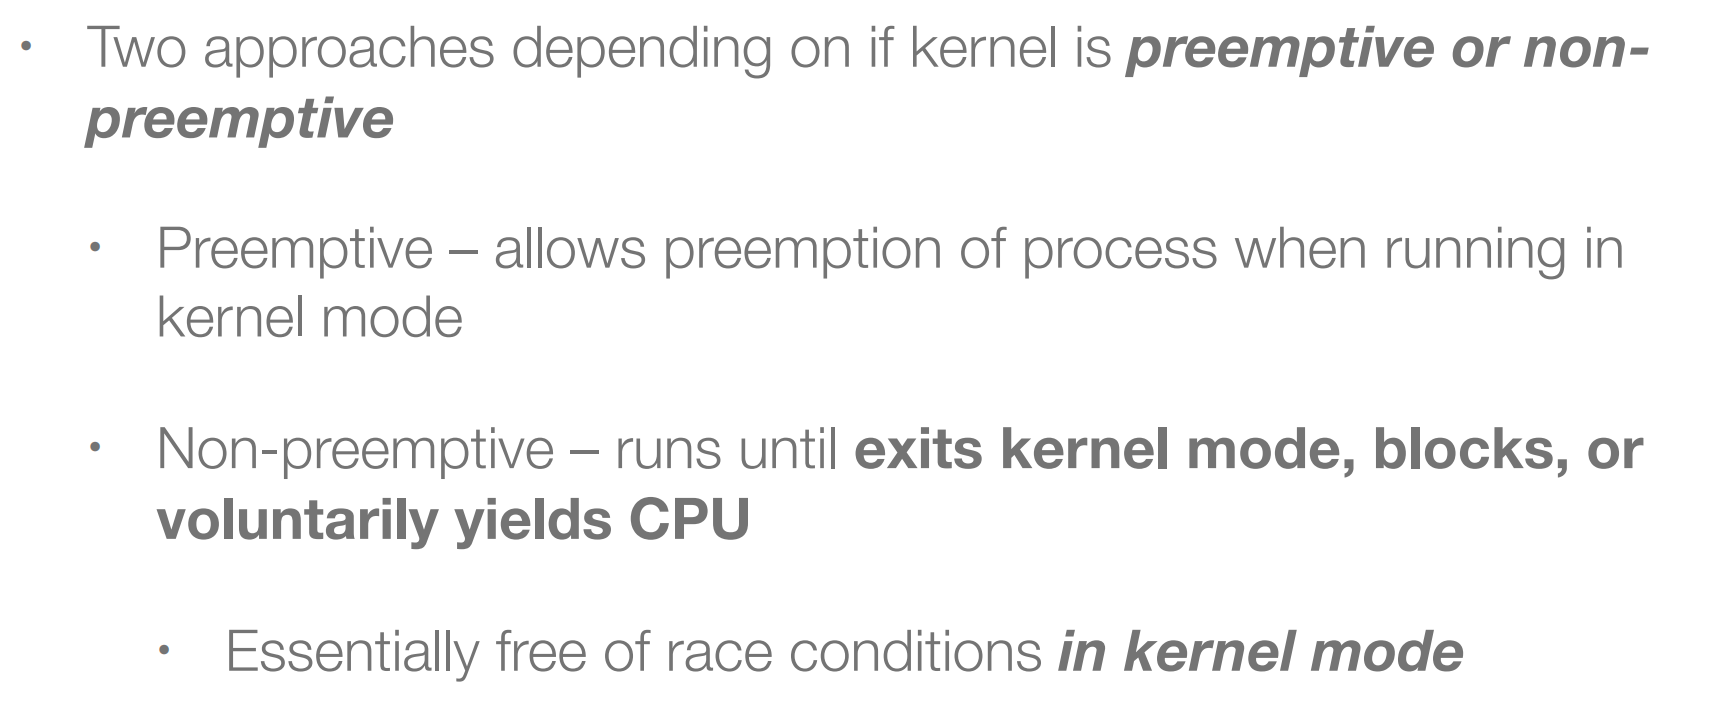 • Two approaches depending on if kernel is preemptive or non-
preemptive
• Preemptive – allows preemption of process when running in
kernel mode
• Non-preemptive – runs until exits kernel mode, blocks, or
voluntarily yields CPU
• Essentially free of race conditions in kernel mode